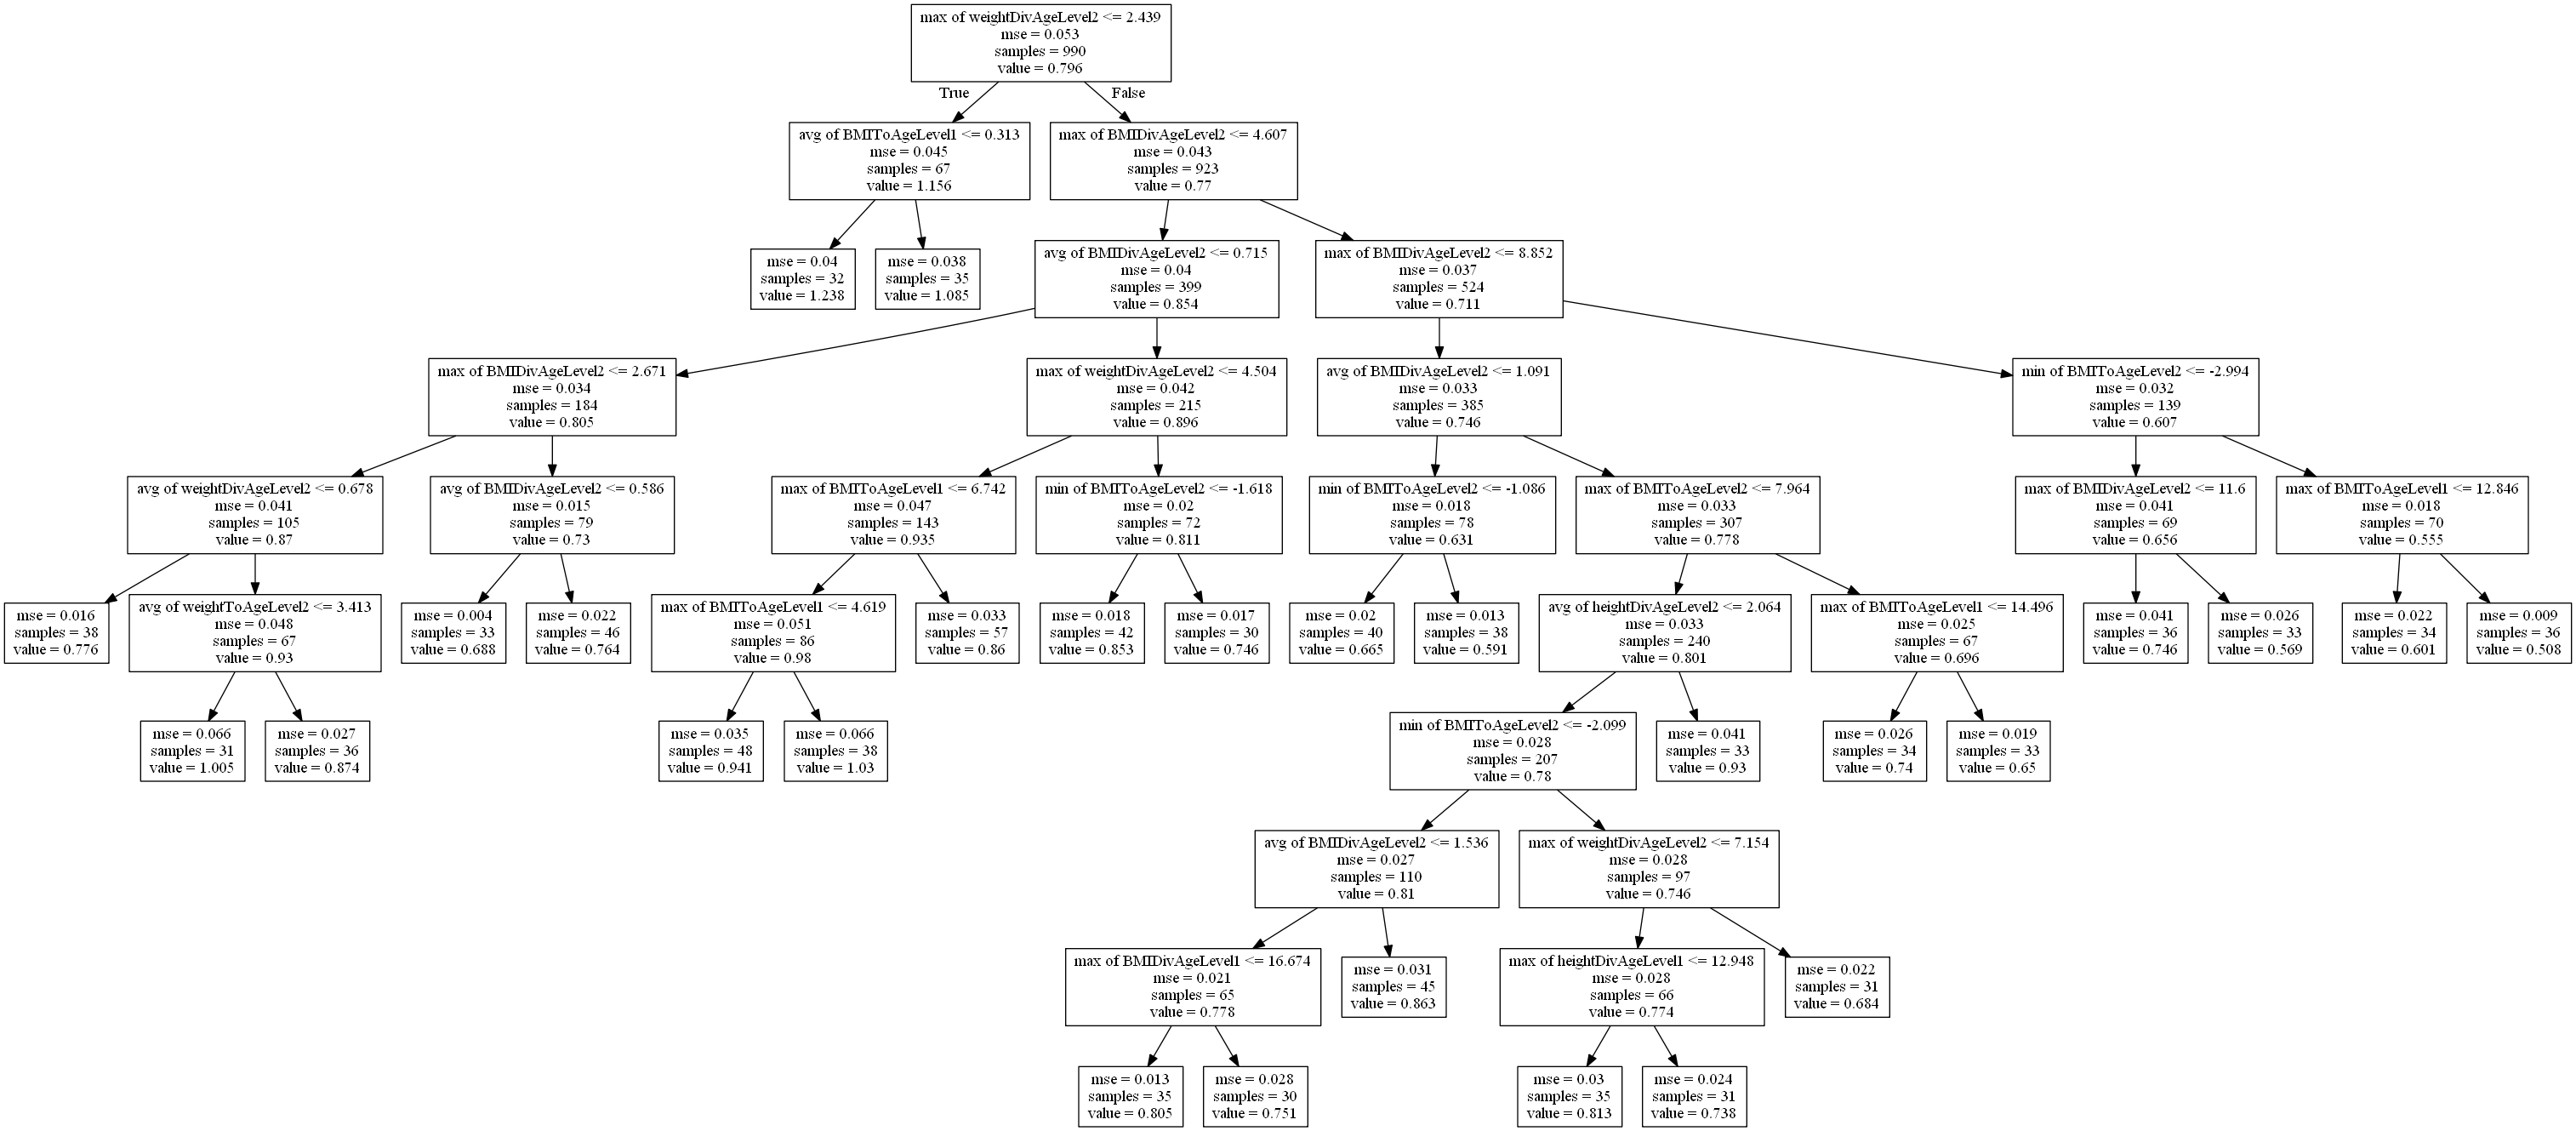 max of weightDivAgeLevel2 <= 2.439
mse = 0.053
samples = 990
value = 0.796
True
False
avg of BMIToAgeLevel1 <= 0.313
mse = 0.045
samples = 67
value = 1.156
max of BMIDivAgeLevel2 <= 4.607
mse = 0.043
samples = 923
value = 0.77
mse = 0.04
samples = 32
value = 1.238
mse = 0.038
samples = 35
value = 1.085
avg of BMIDivAgeLevel2 <= 0.715
mse = 0.04
samples = 399
value = 0.854
max of BMIDivAgeLevel2 <= 8.852
mse = 0.037
samples = 524
value = 0.711
max of BMIDivAgeLevel2 <= 2.671
mse = 0.034
samples = 184
value = 0.805
max of weightDivAgeLevel2 <= 4.504
mse = 0.042
samples = 215
value = 0.896
avg of BMIDivAgeLevel2 <= 1.091
mse = 0.033
samples = 385
value = 0.746
min of BMIToAgeLevel2 <= -2.994
mse = 0.032
samples = 139
value = 0.607
avg of weightDivAgeLevel2 <= 0.678
mse = 0.041
samples = 105
value = 0.87
avg of BMIDivAgeLevel2 <= 0.586
mse = 0.015
samples = 79
value = 0.73
max of BMIToAgeLevel1 <= 6.742
mse = 0.047
samples = 143
value = 0.935
min of BMIToAgeLevel2 <= -1.618
mse = 0.02
samples = 72
value = 0.811
min of BMIToAgeLevel2 <= -1.086
mse = 0.018
samples = 78
value = 0.631
max of BMIToAgeLevel2 <= 7.964
mse = 0.033
samples = 307
value = 0.778
max of BMIDivAgeLevel2 <= 11.6
mse = 0.041
samples = 69
value = 0.656
max of BMIToAgeLevel1 <= 12.846
mse = 0.018
samples = 70
value = 0.555
mse = 0.016
samples = 38
value = 0.776
avg of weightToAgeLevel2 <= 3.413
mse = 0.048
samples = 67
value = 0.93
mse = 0.004
samples = 33
value = 0.688
mse = 0.022
samples = 46
value = 0.764
max of BMIToAgeLevel1 <= 4.619
mse = 0.051
samples = 86
value = 0.98
mse = 0.033
samples = 57
value = 0.86
mse = 0.018
samples = 42
value = 0.853
mse = 0.017
samples = 30
value = 0.746
mse = 0.02
samples = 40
value = 0.665
mse = 0.013
samples = 38
value = 0.591
avg of heightDivAgeLevel2 <= 2.064
mse = 0.033
samples = 240
value = 0.801
max of BMIToAgeLevel1 <= 14.496
mse = 0.025
samples = 67
value = 0.696
mse = 0.041
samples = 36
value = 0.746
mse = 0.026
samples = 33
value = 0.569
mse = 0.022
samples = 34
value = 0.601
mse = 0.009
samples = 36
value = 0.508
mse = 0.066
samples = 31
value = 1.005
mse = 0.027
samples = 36
value = 0.874
mse = 0.035
samples = 48
value = 0.941
mse = 0.066
samples = 38
value = 1.03
min of BMIToAgeLevel2 <= -2.099
mse = 0.028
samples = 207
value = 0.78
mse = 0.041
samples = 33
value = 0.93
mse = 0.026
samples = 34
value = 0.74
mse = 0.019
samples = 33
value = 0.65
avg of BMIDivAgeLevel2 <= 1.536
mse = 0.027
samples = 110
value = 0.81
max of weightDivAgeLevel2 <= 7.154
mse = 0.028
samples = 97
value = 0.746
max of BMIDivAgeLevel1 <= 16.674
mse = 0.021
samples = 65
value = 0.778
mse = 0.031
samples = 45
value = 0.863
max of heightDivAgeLevel1 <= 12.948
mse = 0.028
samples = 66
value = 0.774
mse = 0.022
samples = 31
value = 0.684
mse = 0.013
samples = 35
value = 0.805
mse = 0.028
samples = 30
value = 0.751
mse = 0.03
samples = 35
value = 0.813
mse = 0.024
samples = 31
value = 0.738